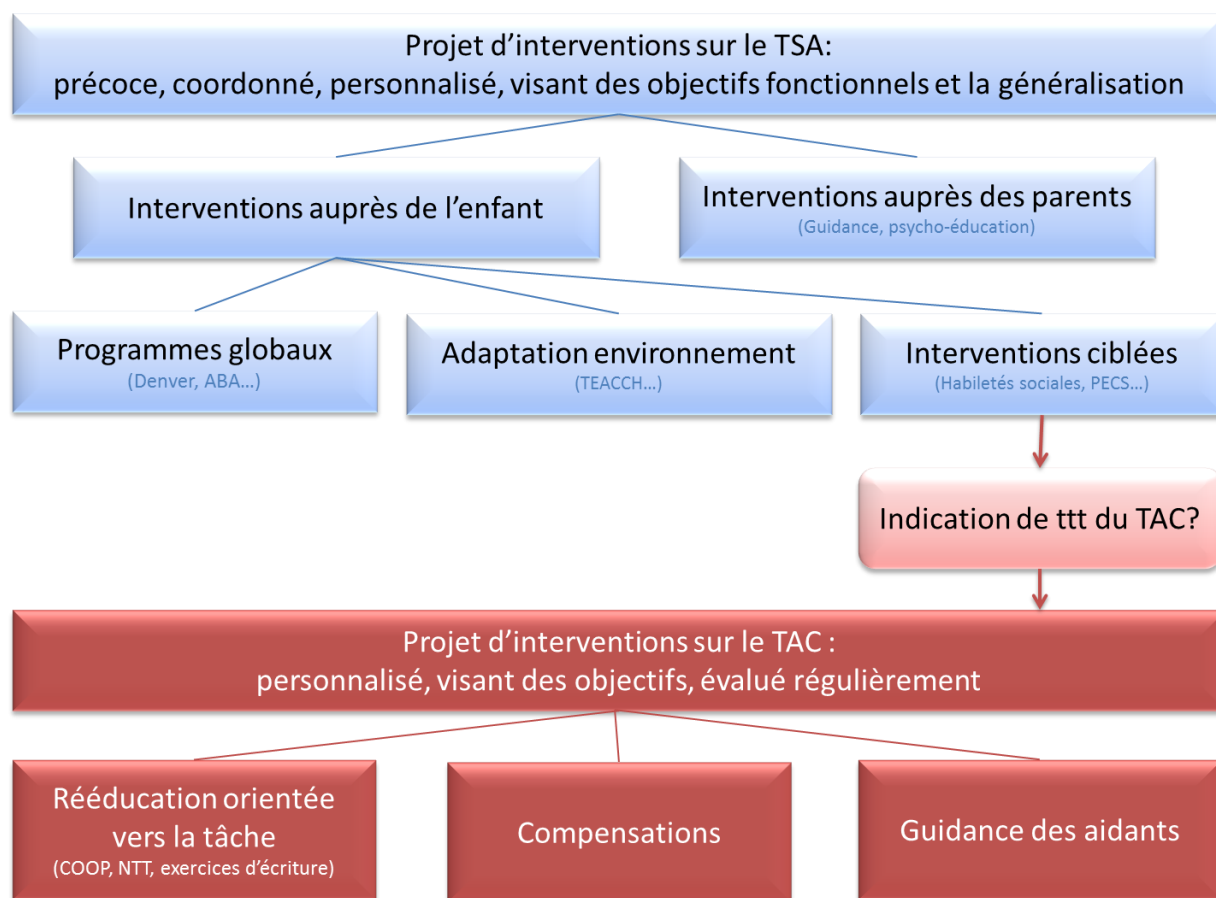 Projet d'interventions sur le TSA:
précoce, coordonné, personnalisé, visant des objectifs fonctionnels et la généralisation
Interventions auprès de l'enfant
Interventions auprès des parents
(Guidance, psycho-éducation)
Programmes globaux
(Denver, ABA...)
Adaptation environnement
(TEACCH...)
Interventions ciblées
(Habiletés sociales, PECS...)
Indication de ttt du TAC?
Projet d'interventions sur le TAC :
personnalisé, visant des objectifs, évalué régulièrement
Rééducation orientée
vers la tâche
(COOP, NTT, exercices d'écriture)
Compensations
Guidance des aidants